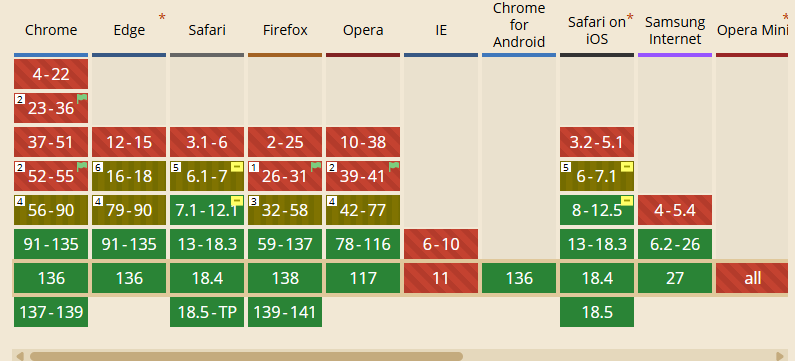 Chrome Edge * Safari Firefox Opera IE Chrome for Android Safari on iOS * Samsung Internet Opera Mini *
4-22
2 23-36
37-51 12-15 3.1-6 2-25 10-38 3.2-5.1
2 52-55 6 16-18 5 6.1-7 1 26-31 2 39-41 5 6-7.1
4 56-90 4 79-90 7.1-12.1 3 32-58 4 42-77 8-12.5 4-5.4
91-135 91-135 13-18.3 59-137 78-116 6-10 13-18.3 6.2-26
136 136 18.4 138 117 11 136 18.4 27 all
137-139 18.5-TP 139-141 18.5